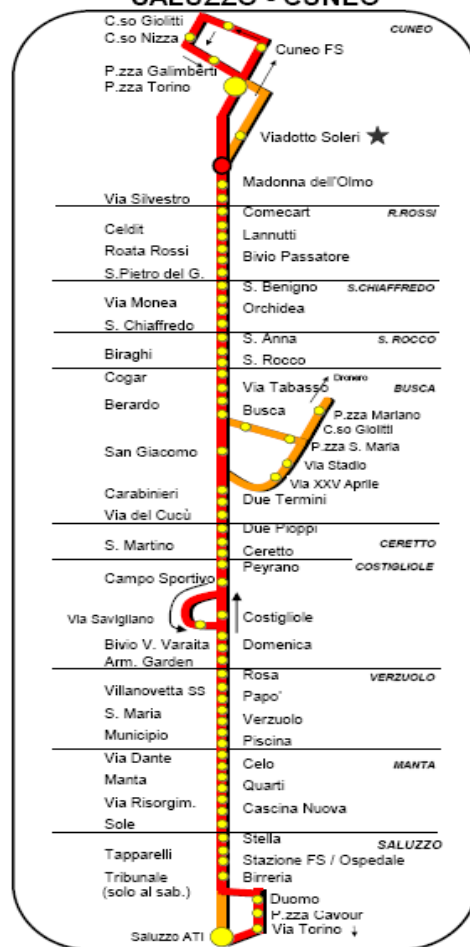 SALUZZO - CUNEO
C.so Giolitti
CUNEO
C.so Nizza
Cuneo FS
P.zza Galimberti
P.zza Torino
Viadotto Soleri
Madonna dell'Olmo
Via Silvestro
Comecart
R.ROSSI
Celdit
Lannutti
Roata Rossi
Bivio Passatore
S.Pietro del G.
S. Benigno
S.CHIAFFREDO
Via Monea
Orchidea
S. Chiaffredo
S. Anna
S. ROCCO
Biraghi
S. Rocco
Cogar
Dronero
Via Tabasso
BUSCA
Berardo
Busca
P.zza Mariano
C.so Giolitti
P.zza S. Maria
San Giacomo
Via Stadio
Via XXV Aprile
Carabinieri
Due Termini
Via del Cucù
Due Pioppi
S. Martino
CERETTO
Ceretto
Peyrano
COSTIGLIOLE
Campo Sportivo
Via Savigliano
Costigliole
Bivio V. Varaita
Domenica
Arm. Garden
Rosa
VERZUOLO
Villanovetta SS
Papo'
S. Maria
Verzuolo
Municipio
Piscina
Via Dante
Celo
MANTA
Manta
Quarti
Via Risorgim.
Cascina Nuova
Sole
Stella
SALUZZO
Tapparelli
Stazione FS / Ospedale
Tribunale
Birreria
(solo al sab.)
Duomo
P.zza Cavour
Via Torino
Saluzzo ATI